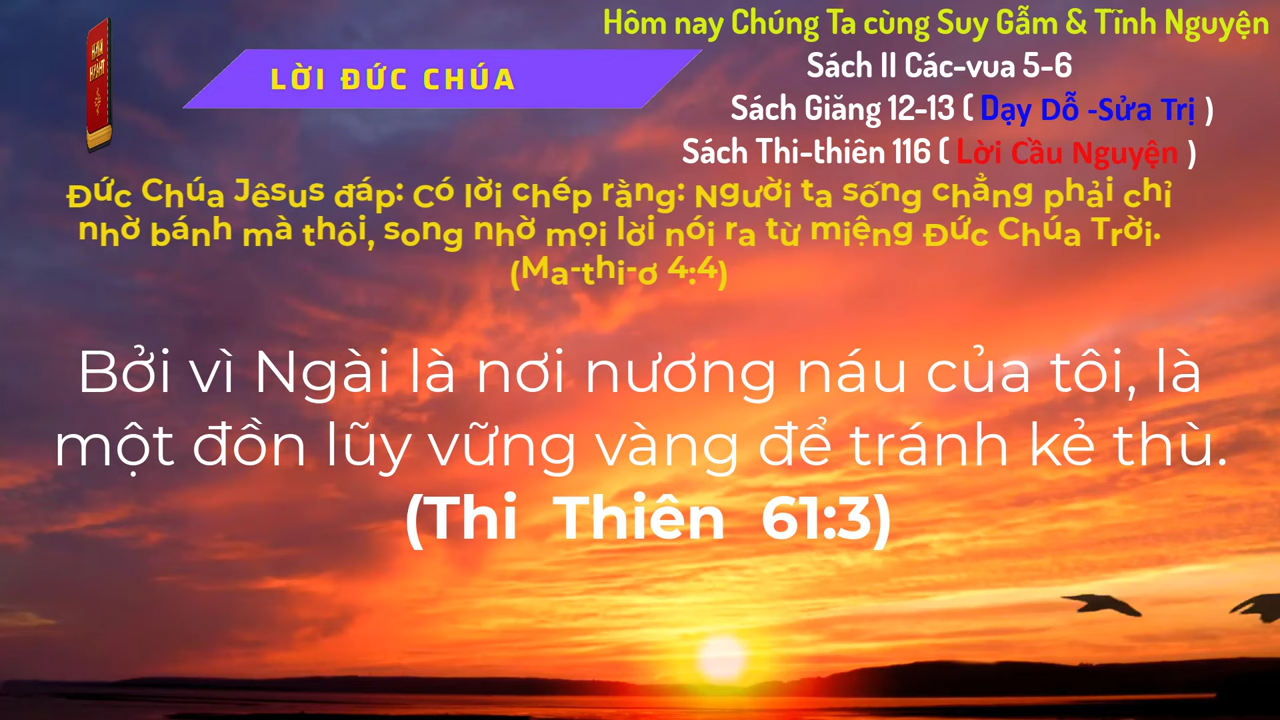 Hôm nay Chúng Ta cùng Suy Gẫm & Tĩnh Nguyện
Sách II Các-vua 5-6
LỜI ĐỨC CHÚA
Sách Giăng 12-13 ( Dạy Dỗ -Sửa Trị )
Sách Thi-thiên 116 ( Lời Cầu Nguyện )
Đức Chúa Jêsus đáp: Có lời chép rằng: Người ta sống chẳng phải chỉ
nhờ bánh mà thôi, song nhờ mọi lời nói ra từ miệng Đức Chúa Trời.
(Ma-thi-ơ 4:4)
Bởi vì Ngài là nơi nương náu của tôi, là
một đồn lũy vững vàng để tránh kẻ thù.
(Thi Thiên 61:3)